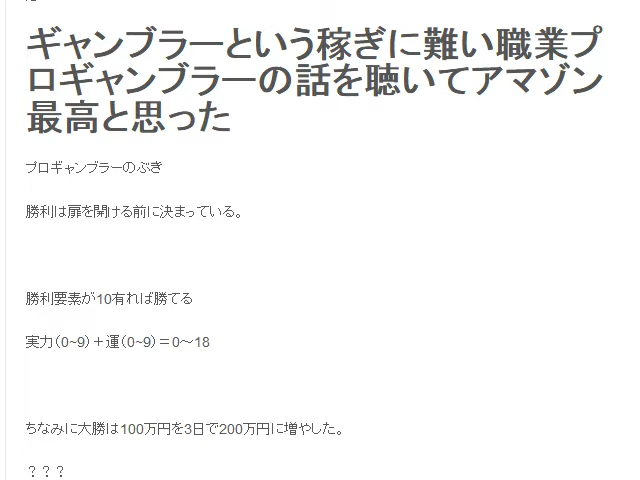 ギャンブラーという稼ぎに難い職業プ
ロギャンブラーの話を聴いてアマゾン
最高と思った
プロギャンブラーのぶき
勝利は扉を開ける前に決まっている。
勝利要素が10有れば勝てる
実力(0~9)+運(0~9)=0〜18
ちなみに大勝は100万円を3日で200万円に増やした。
？？？